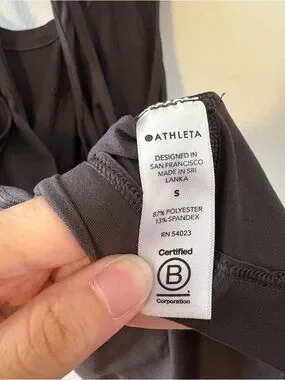 ATHLETA
DESIGNED IN
SAN FRANCISCO
MADE IN SRI
LANKA
S
87% POLYESTER
13% SPANDEX
RN 54023
Certified
B
Corporation